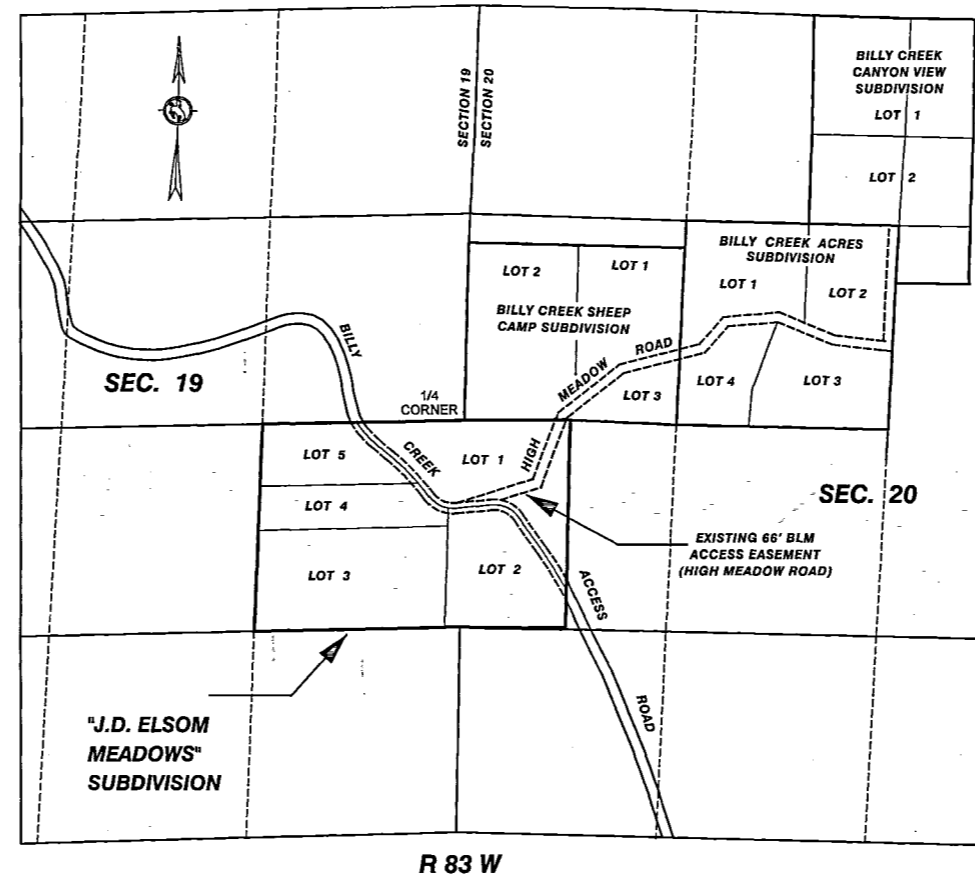 BILLY CREEK
CANYON VIEW
SUBDIVISION
LOT 1
LOT 2
SECTION 19
SECTION 20
BILLY CREEK ACRES
SUBDIVISION
LOT 1
LOT 2
LOT 4
LOT 3
LOT 2
LOT 1
BILLY CREEK SHEEP
CAMP SUBDIVISION
LOT 3
HIGH MEADOW ROAD
BILLY CREEK ACCESS ROAD
SEC. 19
1/4
CORNER
LOT 5
LOT 1
LOT 4
LOT 3
LOT 2
SEC. 20
EXISTING 66' BLM
ACCESS EASEMENT
(HIGH MEADOW ROAD)
"J.D. ELSOM
MEADOWS"
SUBDIVISION
R 83 W